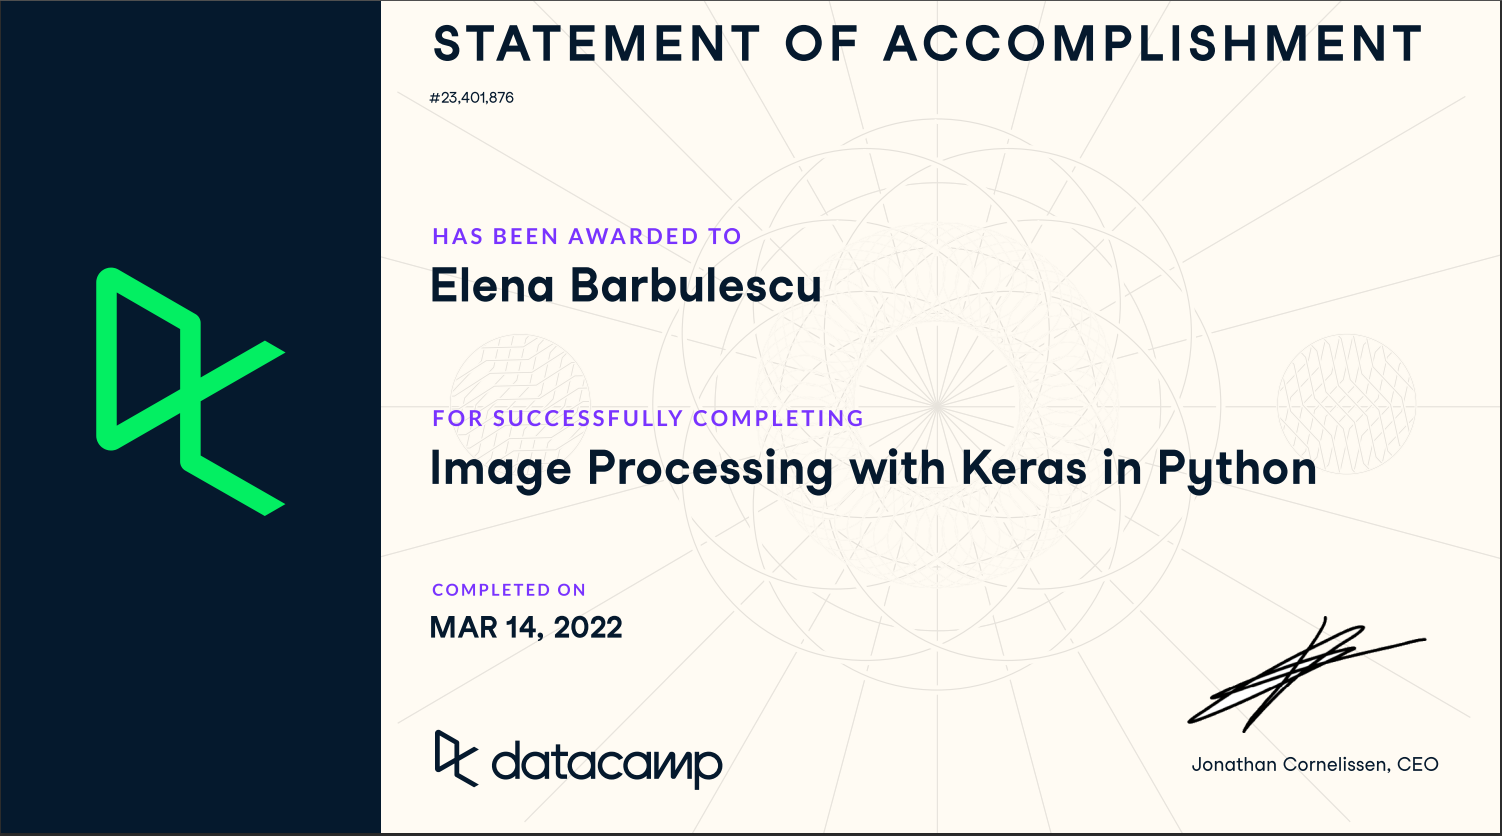 STATEMENT OF ACCOMPLISHMENT
#23,401,876
HAS BEEN AWARDED TO
Elena Barbulescu
FOR SUCCESSFULLY COMPLETING
Image Processing with Keras in Python
COMPLETED ON
MAR 14, 2022
datacamp
Jonathan Cornelissen, CEO